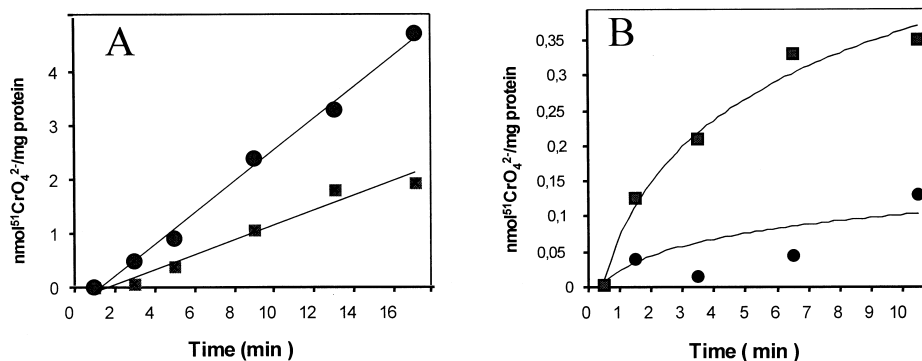 A
nmol⁵¹CrO₄²⁻/mg protein
4
3
2
1
0
0 2 4 6 8 10 12 14 16
Time (min )
B
nmol⁵¹CrO₄²⁻/mg protein
0,35
0,3
0,25
0,2
0,15
0,1
0,05
0
0 1 2 3 4 5 6 7 8 9 10
Time ( min )